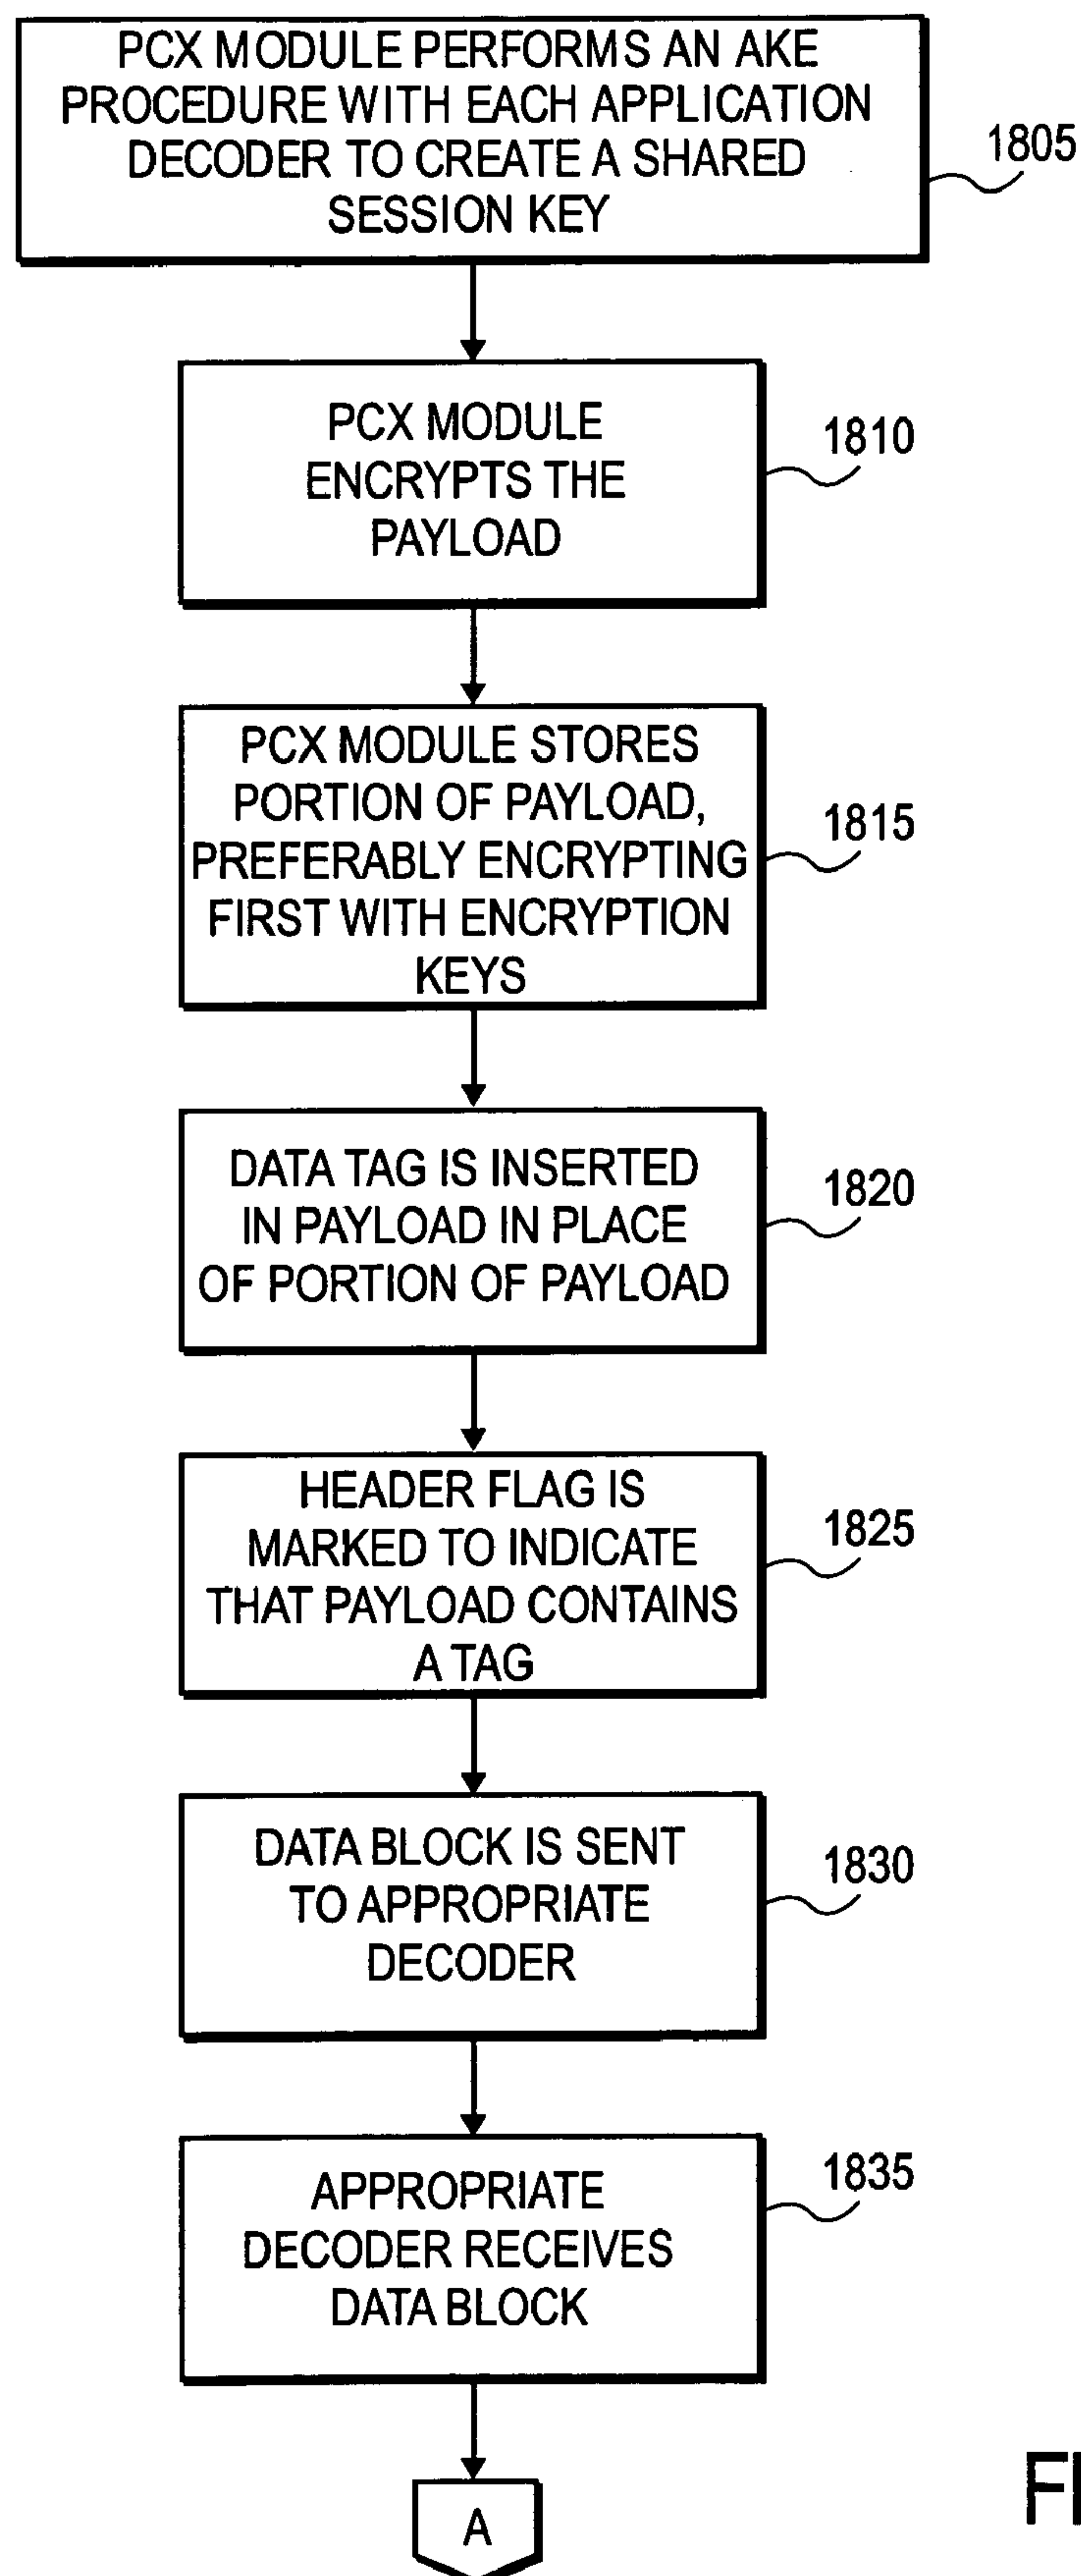 PCX MODULE PERFORMS AN AKE
PROCEDURE WITH EACH APPLICATION
DECODER TO CREATE A SHARED
SESSION KEY
1805
PCX MODULE
ENCRYPTS THE
PAYLOAD
1810
PCX MODULE STORES
PORTION OF PAYLOAD,
PREFERABLY ENCRYPTING
FIRST WITH ENCRYPTION
KEYS
1815
DATA TAG IS INSERTED
IN PAYLOAD IN PLACE
OF PORTION OF PAYLOAD
1820
HEADER FLAG IS
MARKED TO INDICATE
THAT PAYLOAD CONTAINS
A TAG
1825
DATA BLOCK IS SENT
TO APPROPRIATE
DECODER
1830
APPROPRIATE
DECODER RECEIVES
DATA BLOCK
1835
A